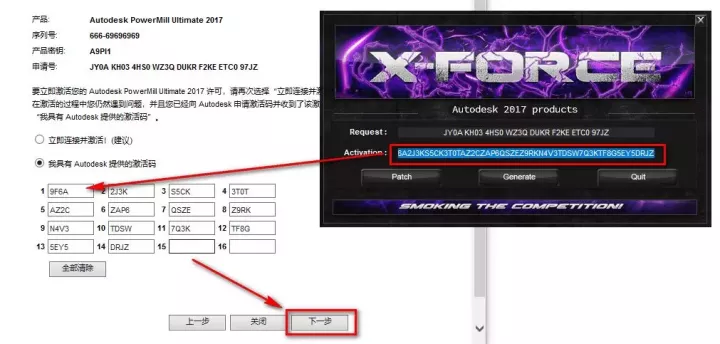 产品: Autodesk PowerMill Ultimate 2017
序列号: 666-69696969
产品密钥: A9PI1
申请号: JY0A KH03 4HS0 WZ3Q DUKR F2KE ETC0 97JZ
要立即激活您的 Autodesk PowerMill Ultimate 2017 许可，请再次选择“立即连接并激
在激活的过程中您仍然遇到问题，并且您已经向 Autodesk 申请激活码并收到了该激
“我具有 Autodesk 提供的激活码”。
立即连接并激活! (建议)
我具有 Autodesk 提供的激活码
1 9F6A 2 2J3K 3 S5CK 4 3T0T
5 AZ2C 6 ZAP6 7 QSZE 8 Z9RK
9 N4V3 10 TDSW 11 7Q3K 12 TF8G
13 5EY5 14 DRJZ 15 16
全部清除
上一步 关闭 下一步
X-FORCE
Autodesk 2017 products
Request : JY0A KH03 4HS0 WZ3Q DUKR F2KE ETC0 97JZ
Activation : 6A2J3KS5CK3T0TAZ2CZAP6QSZEZ9RKN4V3TDSW7Q3KTF8G5EY5DRJZ
Patch Generate Quit
SMOKING THE COMPETITION!